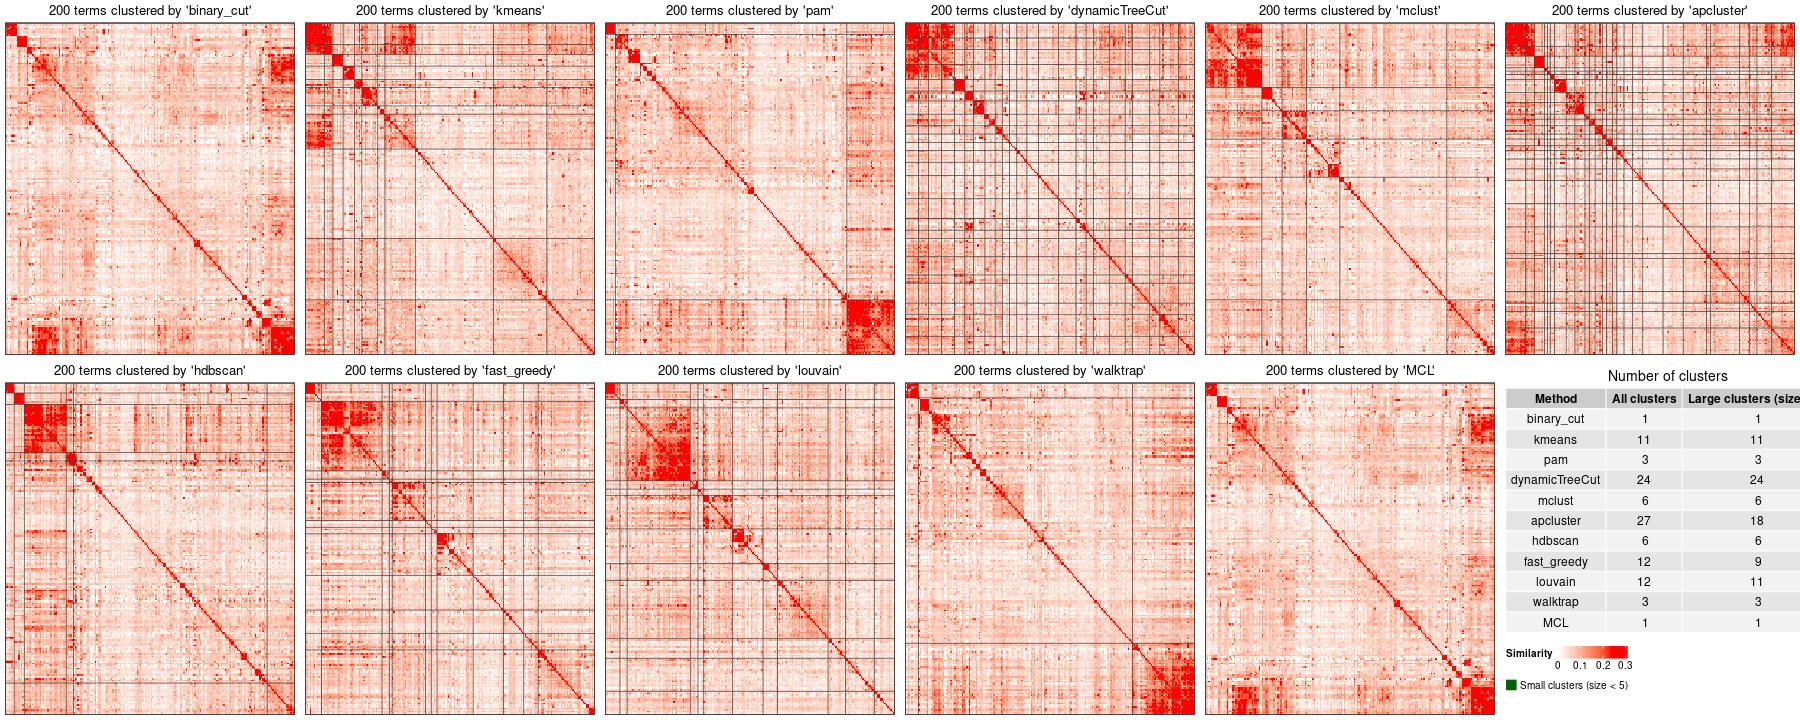 200 terms clustered by 'binary_cut'
200 terms clustered by 'kmeans'
200 terms clustered by 'pam'
200 terms clustered by 'dynamicTreeCut'
200 terms clustered by 'mclust'
200 terms clustered by 'apcluster'
200 terms clustered by 'hdbscan'
200 terms clustered by 'fast_greedy'
200 terms clustered by 'louvain'
200 terms clustered by 'walktrap'
200 terms clustered by 'MCL'
Number of clusters
Method All clusters Large clusters (size
binary_cut 1 1
kmeans 11 11
pam 3 3
dynamicTreeCut 24 24
mclust 6 6
apcluster 27 18
hdbscan 6 6
fast_greedy 12 9
louvain 12 11
walktrap 3 3
MCL 1 1
Similarity
0 0.1 0.2 0.3
Small clusters (size < 5)